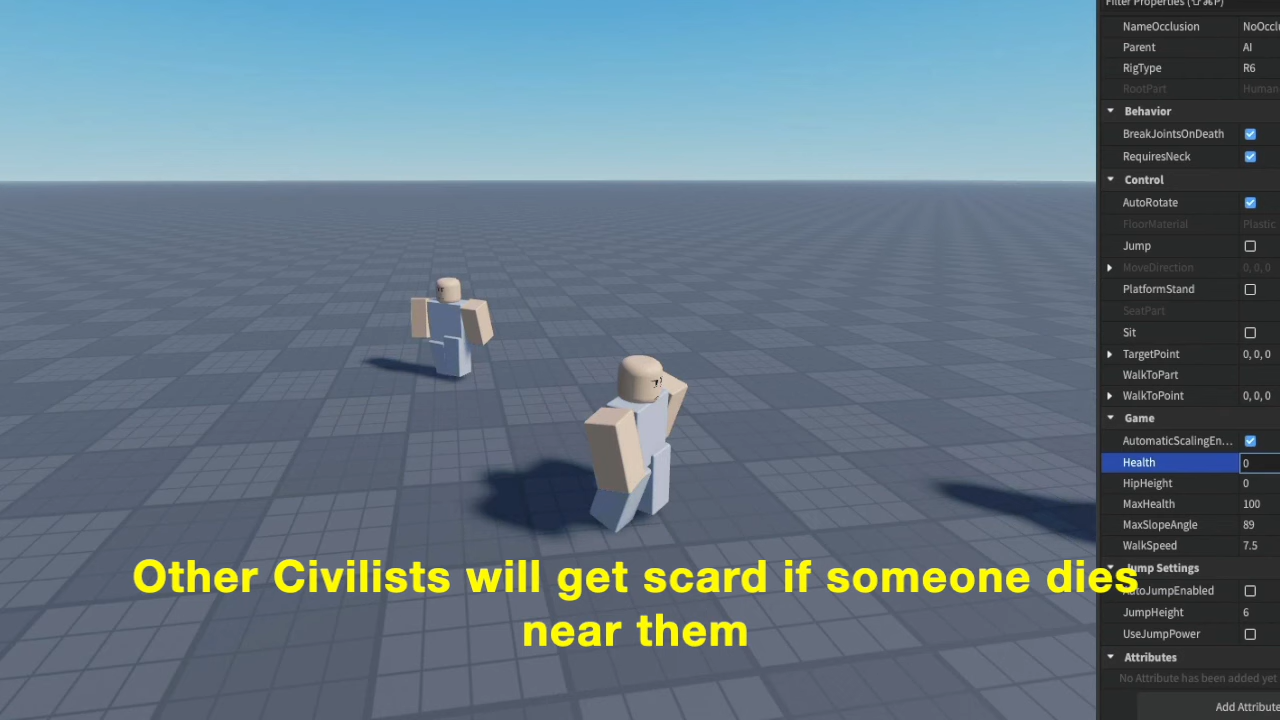 Filter Properties (⇧⌘P)
NameOcclusion
Parent AI
RigType R6
RootPart Human
Behavior
BreakJointsOnDeath
RequiresNeck
Control
AutoRotate
FloorMaterial Plastic
Jump
MoveDirection 0, 0, 0
PlatformStand
SeatPart
Sit
TargetPoint 0, 0, 0
WalkToPart
WalkToPoint 0, 0, 0
Game
AutomaticScalingEn...
Health 0
HipHeight 0
MaxHealth 100
MaxSlopeAngle 89
WalkSpeed 7.5
Jump Settings
AutoJumpEnabled
JumpHeight 6
UseJumpPower
Attributes
No Attribute has been added yet
Add Attribute
Other Civilists will get scard if someone dies
near them